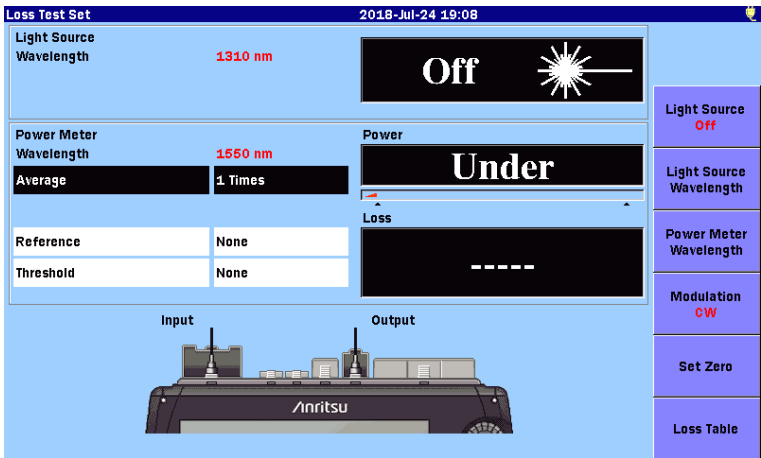 Loss Test Set 2018-Jul-24 19:08
Light Source
Wavelength 1310 nm
Off
Power Meter
Wavelength 1550 nm
Average 1 Times
Reference None
Threshold None
Power
Under
Loss
-----
Input Output
Anritsu
Light Source
Off
Light Source
Wavelength
Power Meter
Wavelength
Modulation
CW
Set Zero
Loss Table